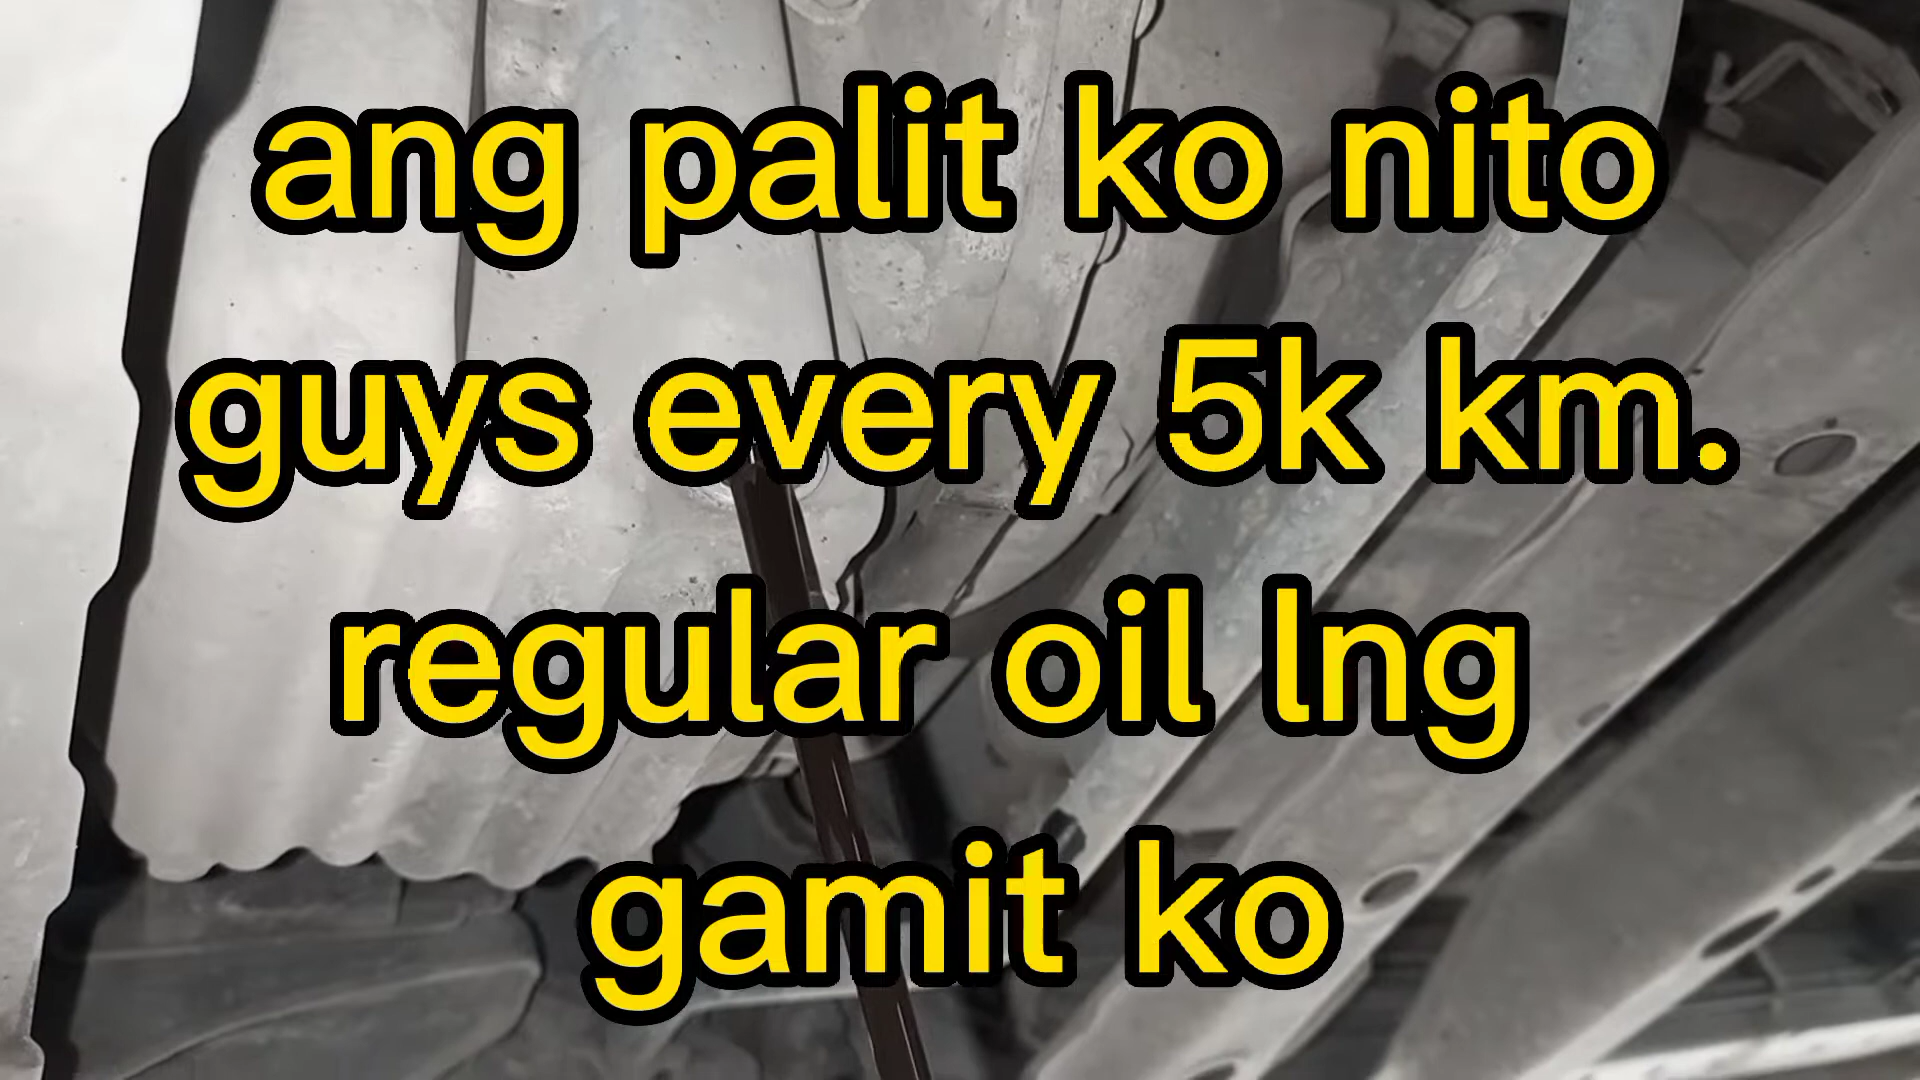 ang palit ko nito
guys every 5k km.
regular oil lng
gamit ko